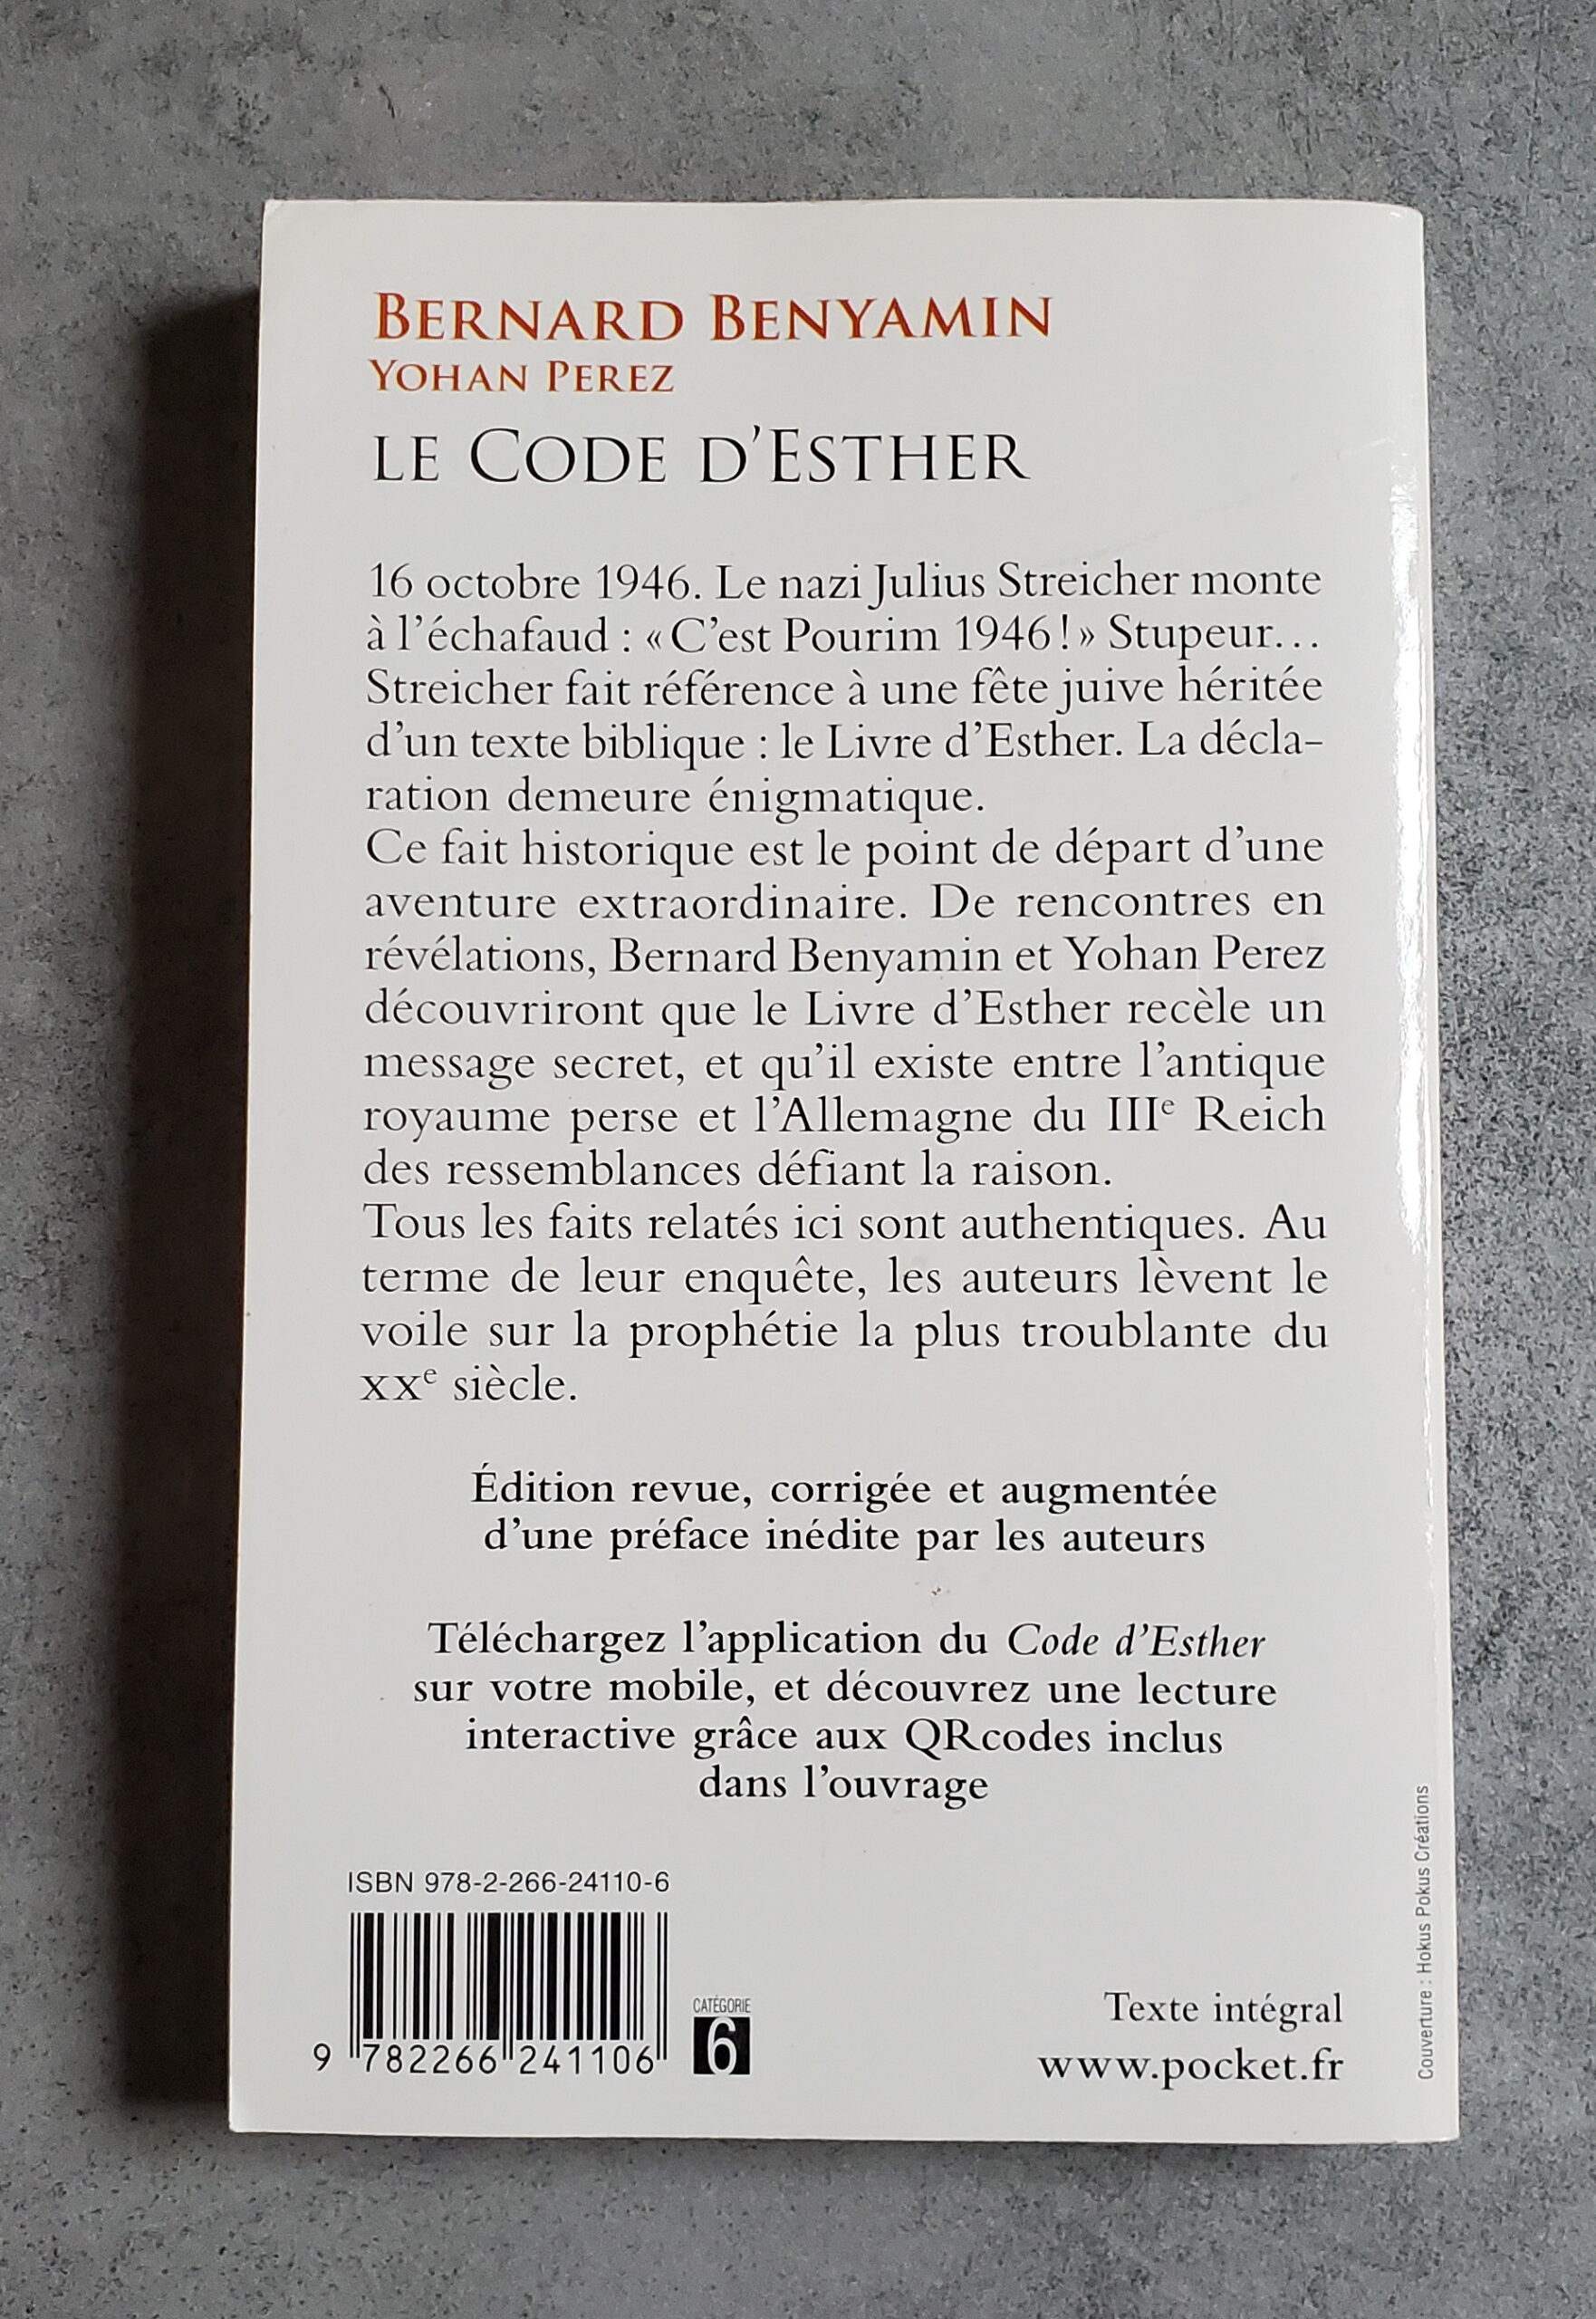 BERNARD BENYAMIN
YOHAN PEREZ
LE CODE D'ESTHER
16 octobre 1946. Le nazi Julius Streicher monte
à l'échafaud : « C'est Pourim 1946 ! » Stupeur…
Streicher fait référence à une fête juive héritée
d'un texte biblique : le Livre d'Esther. La décla-
ration demeure énigmatique.
Ce fait historique est le point de départ d'une
aventure extraordinaire. De rencontres en
révélations, Bernard Benyamin et Yohan Perez
découvriront que le Livre d'Esther recèle un
message secret, et qu'il existe entre l'antique
royaume perse et l'Allemagne du IIIe Reich
des ressemblances défiant la raison.
Tous les faits relatés ici sont authentiques. Au
terme de leur enquête, les auteurs lèvent le
voile sur la prophétie la plus troublante du
XXe siècle.
Édition revue, corrigée et augmentée
d'une préface inédite par les auteurs
Téléchargez l'application du Code d'Esther
sur votre mobile, et découvrez une lecture
interactive grâce aux QRcodes inclus
dans l'ouvrage
ISBN 978-2-266-24110-6
9 782266 241106
CATÉGORIE
6
Texte intégral
www.pocket.fr
Couverture : Hokus Pokus Créations